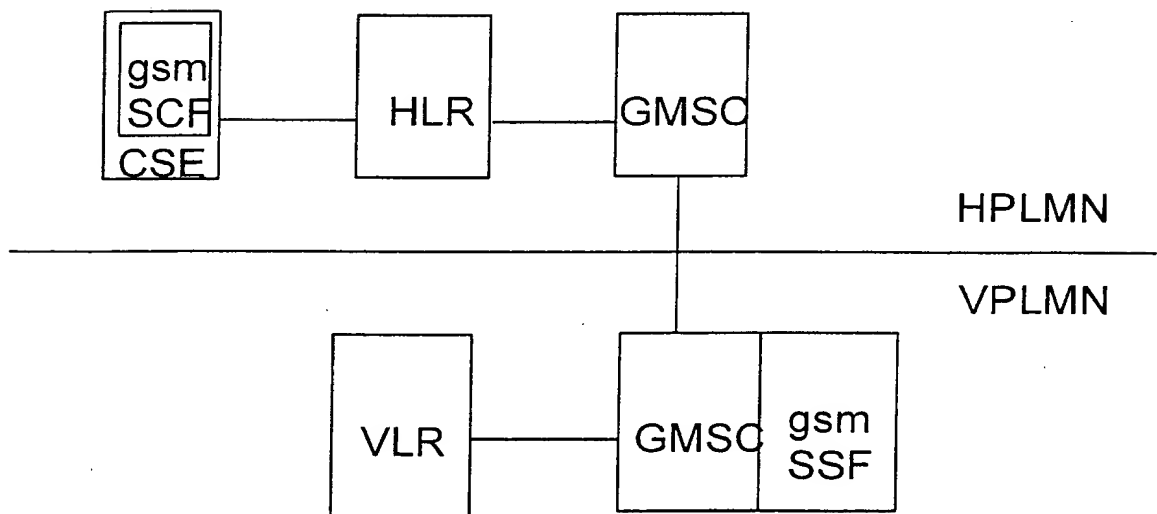 gsm
SCF
CSE
HLR
GMSC
HPLMN
VPLMN
VLR
GMSC
gsm
SSF